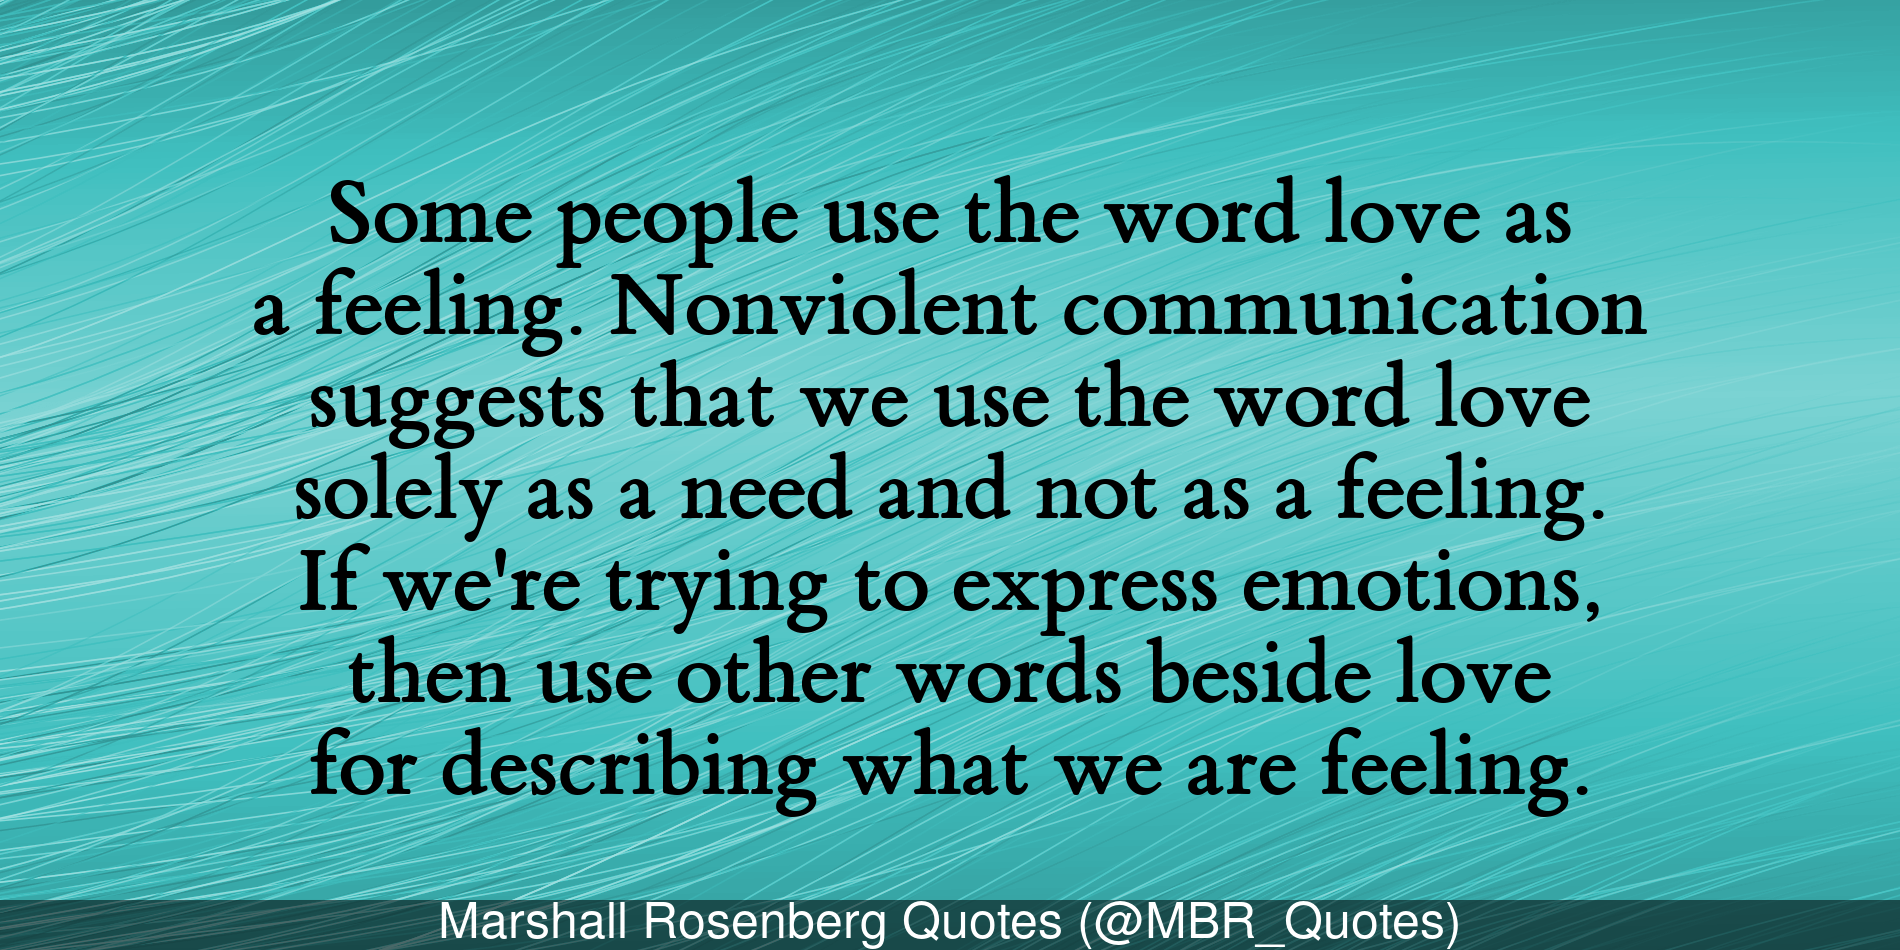 Some people use the word love as
a feeling. Nonviolent communication
suggests that we use the word love
solely as a need and not as a feeling.
If we're trying to express emotions,
then use other words beside love
for describing what we are feeling.
Marshall Rosenberg Quotes (@MBR_Quotes)